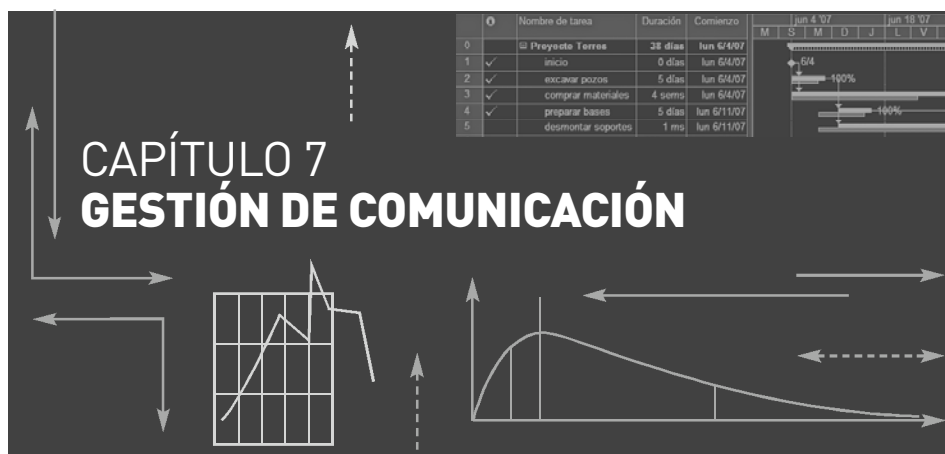 Nombre de tarea Duración Comienzo jun 4 '07 jun 18 '07
M S M D J L V
0 Proyecto Torres 38 días lun 6/4/07
1 inicio 0 días lun 6/4/07 6/4
2 excavar pozos 5 días lun 6/4/07 100%
3 comprar materiales 4 sems lun 6/4/07
4 preparar bases 5 días lun 6/11/07 100%
5 desmontar soportes 1 ms lun 6/11/07
CAPÍTULO 7
GESTIÓN DE COMUNICACIÓN